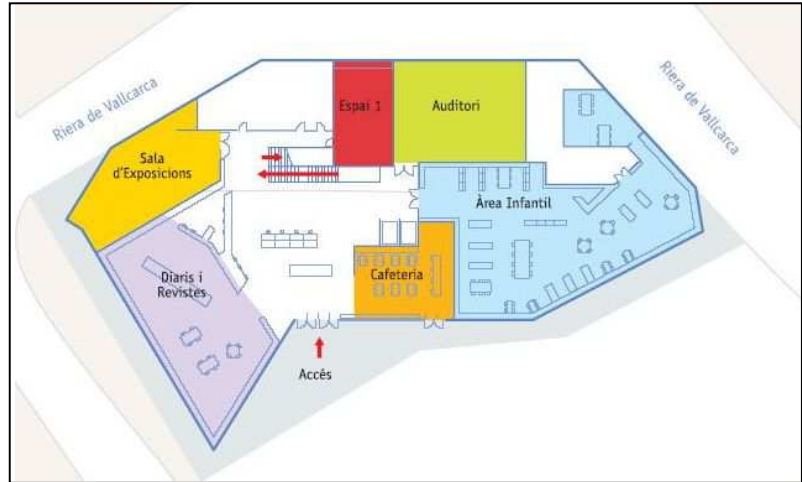 Riera de Vallcarca
Riera de Vallcarca
Espai 1
Auditori
Sala
d'Exposicions
Àrea Infantil
Diaris i
Revistes
Cafeteria
Accés